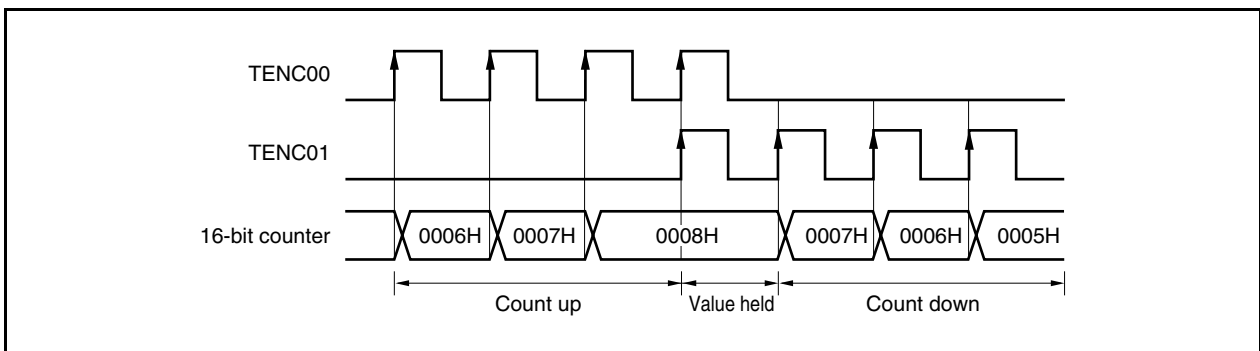 TENC00
TENC01
16-bit counter
0006H 0007H 0008H 0007H 0006H 0005H
Count up Value held Count down